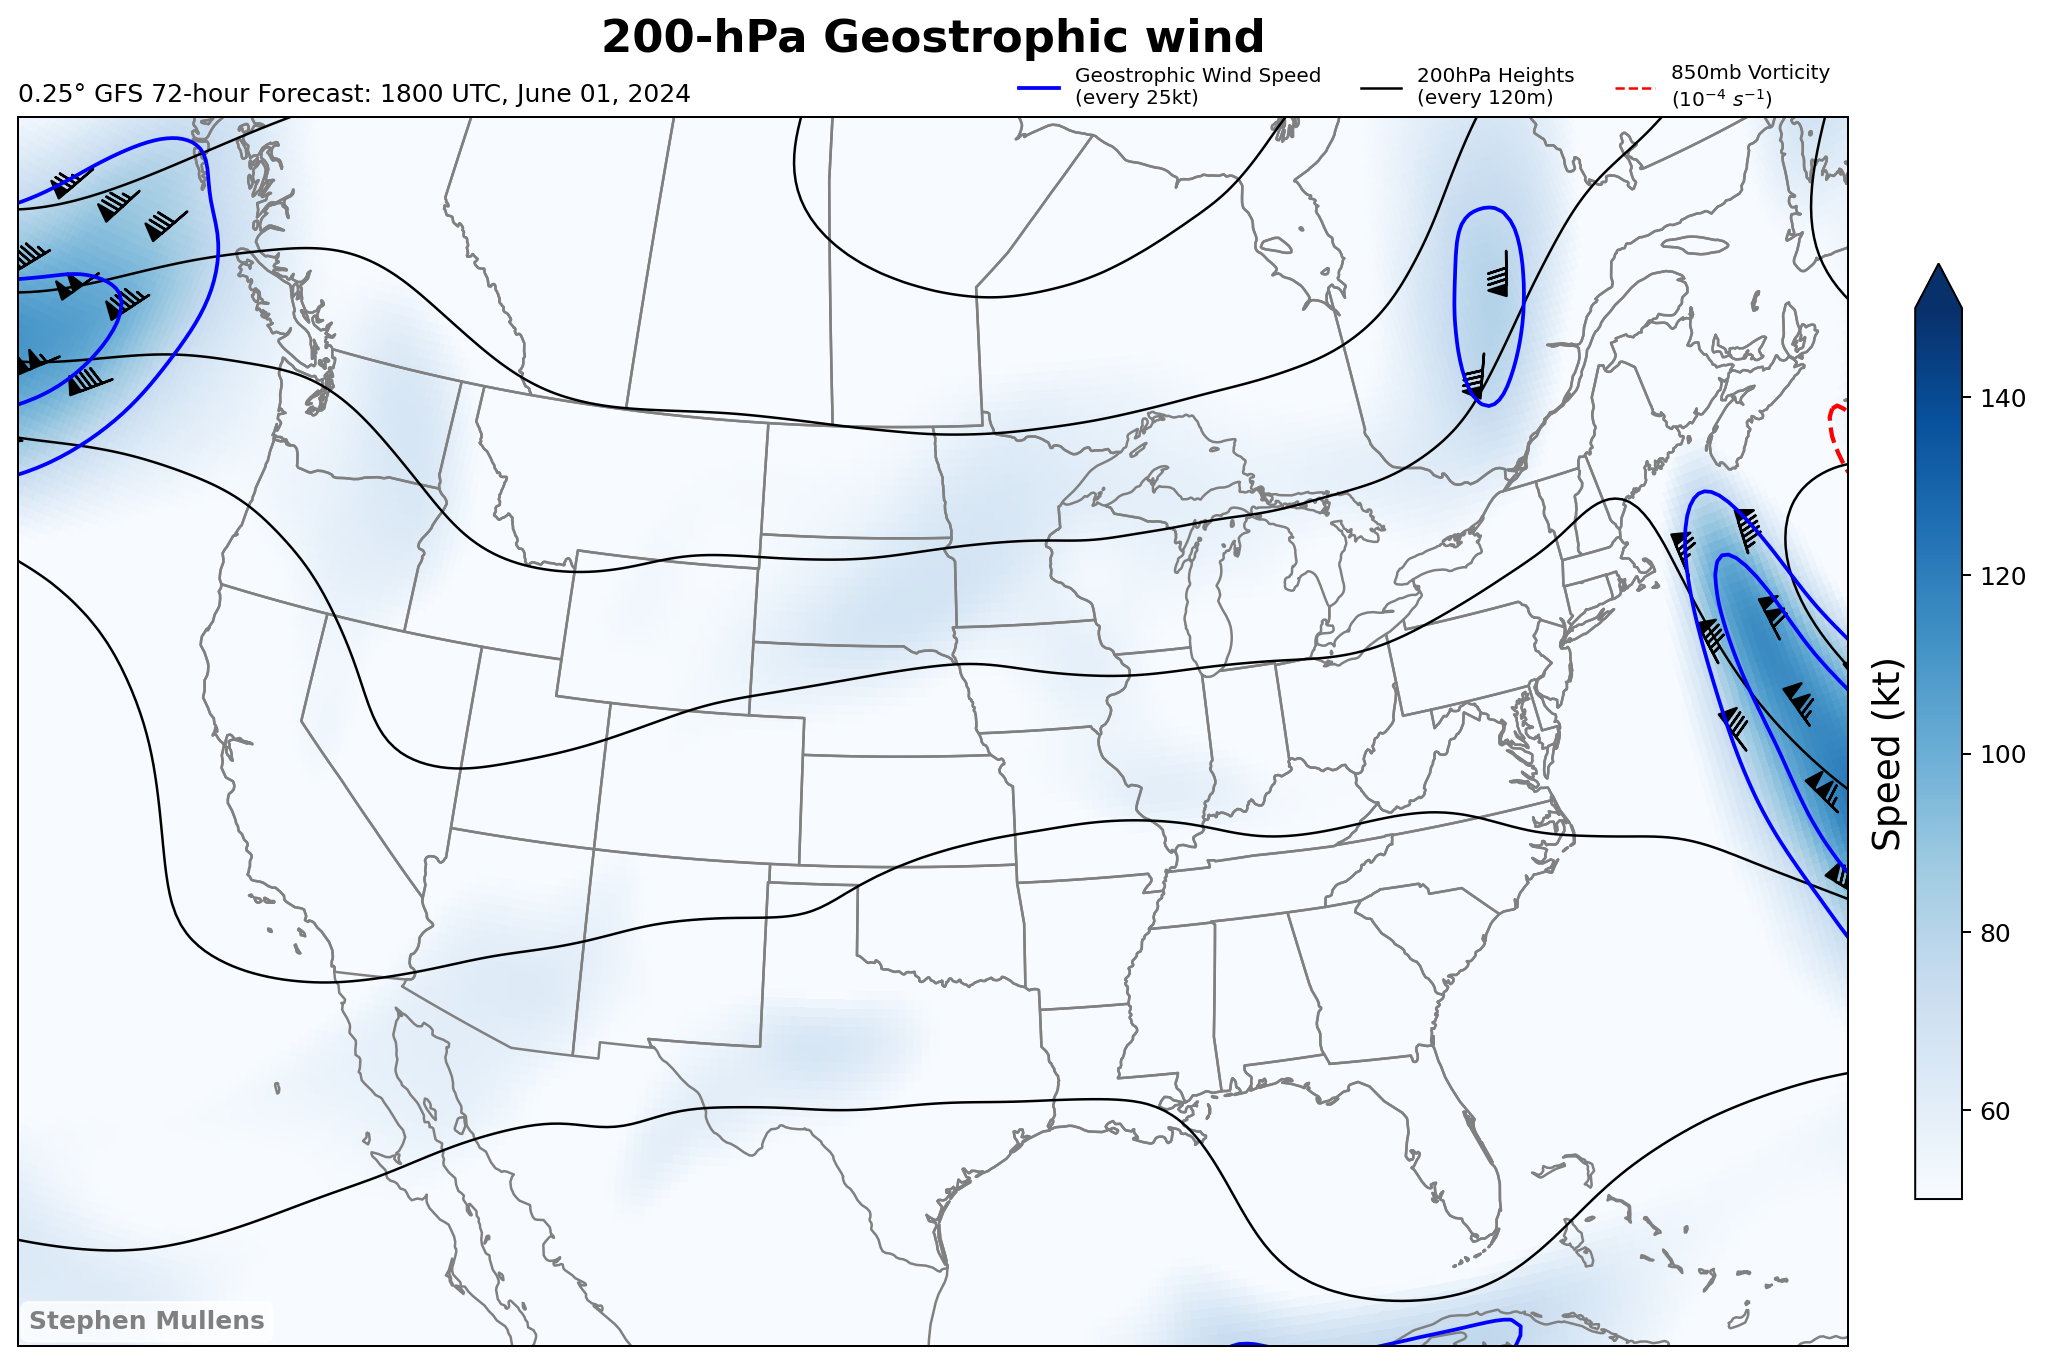 200-hPa Geostrophic wind
0.25° GFS 72-hour Forecast: 1800 UTC, June 01, 2024
Geostrophic Wind Speed
(every 25kt)
200hPa Heights
(every 120m)
850mb Vorticity
(10⁻⁴ s⁻¹)
140
120
100
80
60
Speed (kt)
Stephen Mullens